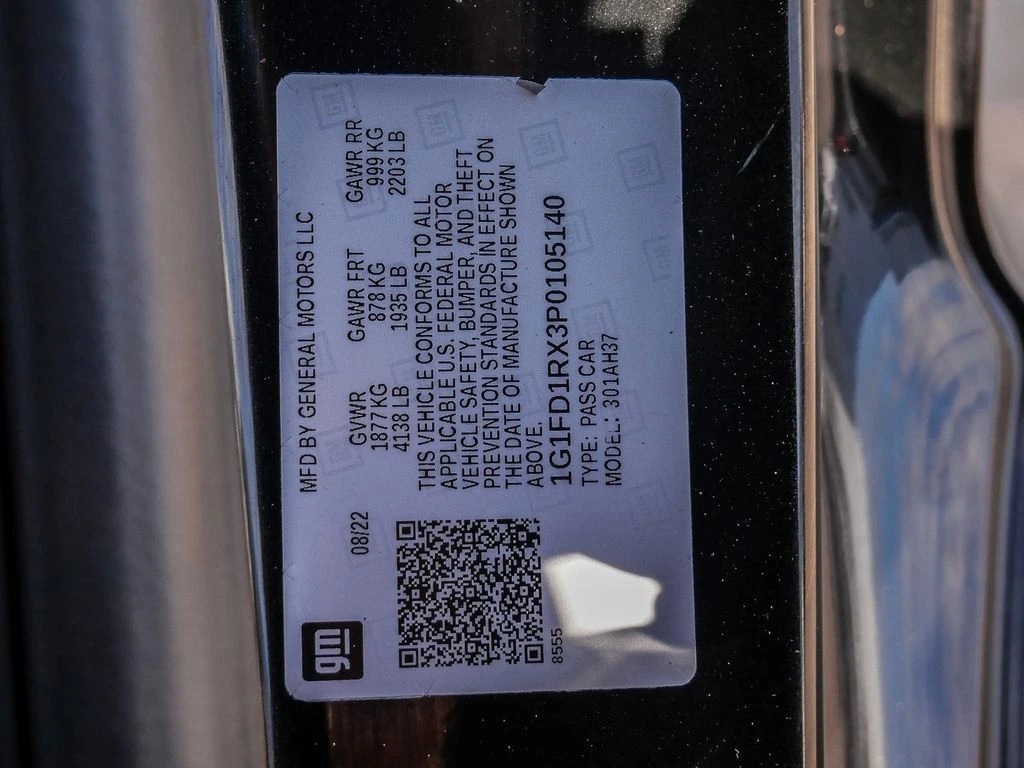 gm
08/22
8555
MFD BY GENERAL MOTORS LLC
GVWR GAWR FRT GAWR RR
1877 KG 878 KG 999 KG
4138 LB 1935 LB 2203 LB
THIS VEHICLE CONFORMS TO ALL
APPLICABLE U.S. FEDERAL MOTOR
VEHICLE SAFETY, BUMPER, AND THEFT
PREVENTION STANDARDS IN EFFECT ON
THE DATE OF MANUFACTURE SHOWN
ABOVE.
1G1FD1RX3P0105140
TYPE: PASS CAR
MODEL: 301AH37